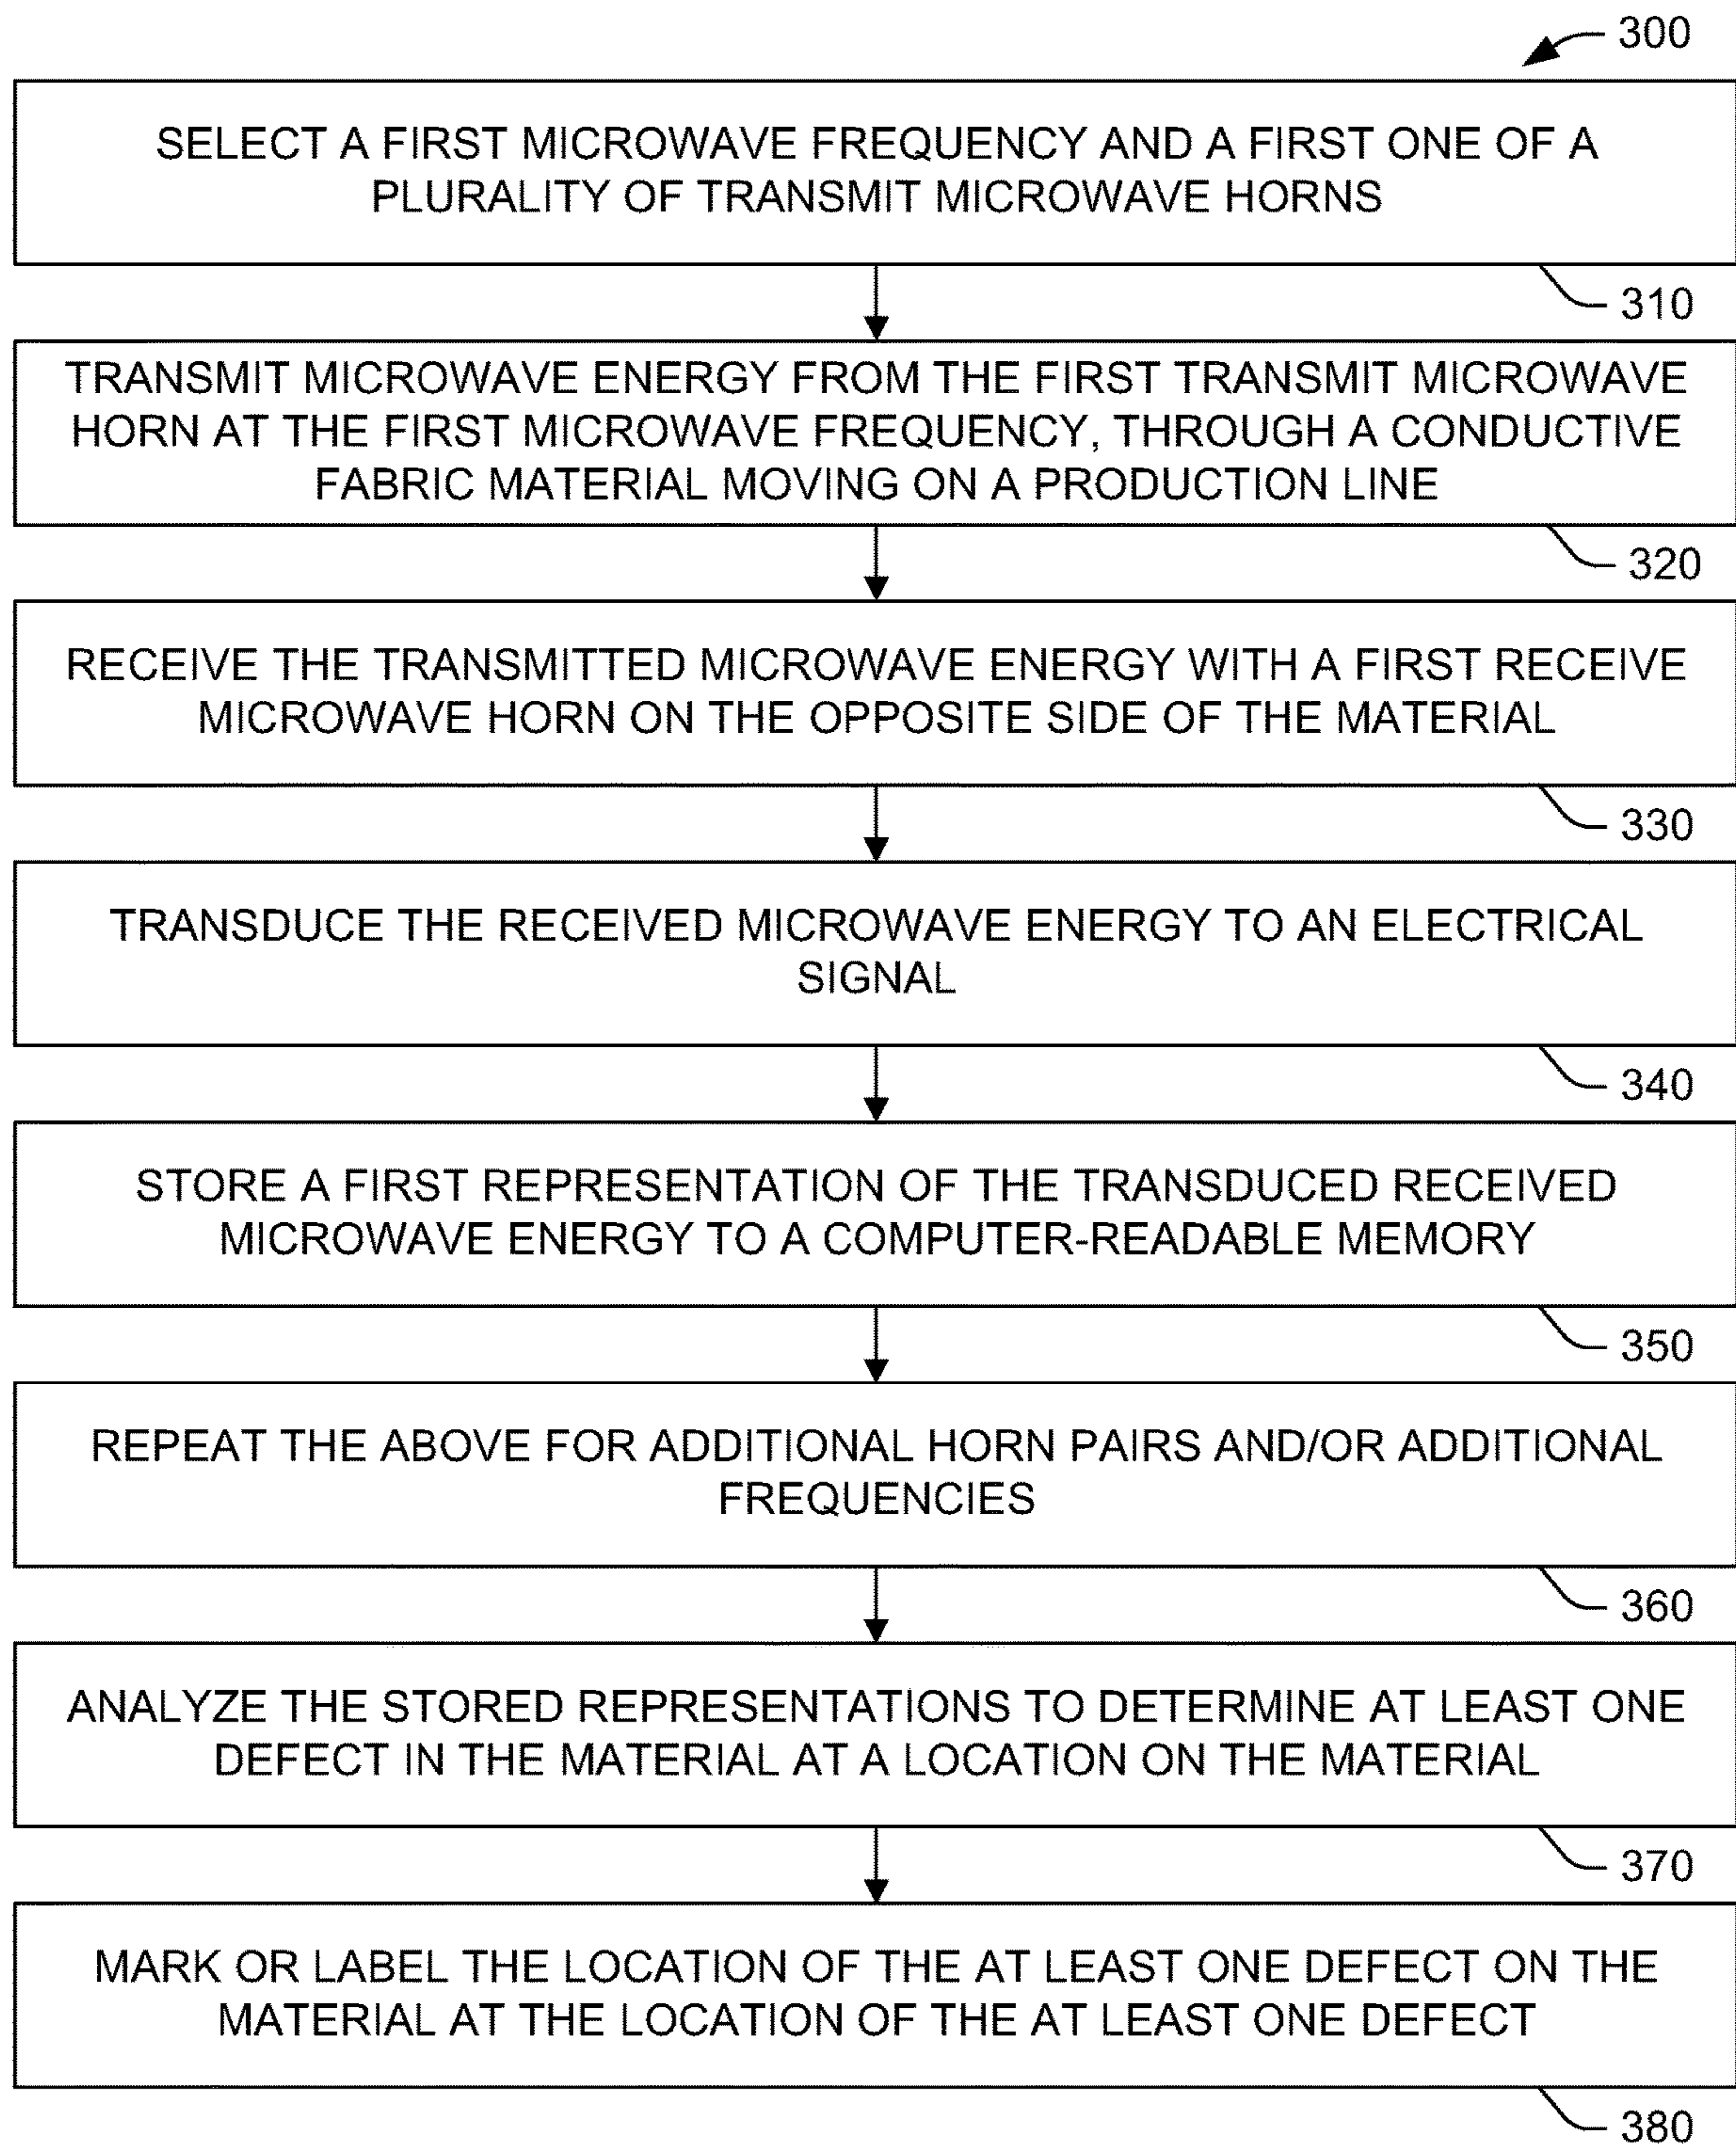 300
SELECT A FIRST MICROWAVE FREQUENCY AND A FIRST ONE OF A
PLURALITY OF TRANSMIT MICROWAVE HORNS
310
TRANSMIT MICROWAVE ENERGY FROM THE FIRST TRANSMIT MICROWAVE
HORN AT THE FIRST MICROWAVE FREQUENCY, THROUGH A CONDUCTIVE
FABRIC MATERIAL MOVING ON A PRODUCTION LINE
320
RECEIVE THE TRANSMITTED MICROWAVE ENERGY WITH A FIRST RECEIVE
MICROWAVE HORN ON THE OPPOSITE SIDE OF THE MATERIAL
330
TRANSDUCE THE RECEIVED MICROWAVE ENERGY TO AN ELECTRICAL
SIGNAL
340
STORE A FIRST REPRESENTATION OF THE TRANSDUCED RECEIVED
MICROWAVE ENERGY TO A COMPUTER-READABLE MEMORY
350
REPEAT THE ABOVE FOR ADDITIONAL HORN PAIRS AND/OR ADDITIONAL
FREQUENCIES
360
ANALYZE THE STORED REPRESENTATIONS TO DETERMINE AT LEAST ONE
DEFECT IN THE MATERIAL AT A LOCATION ON THE MATERIAL
370
MARK OR LABEL THE LOCATION OF THE AT LEAST ONE DEFECT ON THE
MATERIAL AT THE LOCATION OF THE AT LEAST ONE DEFECT
380